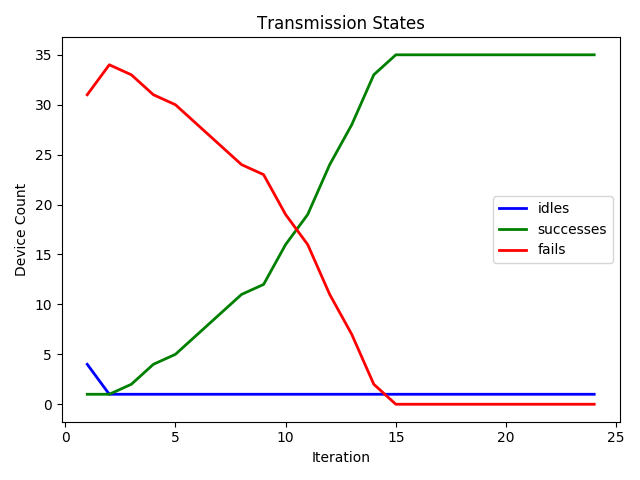 Transmission States
Device Count
35
30
25
20
15
10
5
0
idles
successes
fails
0 5 10 15 20 25
Iteration